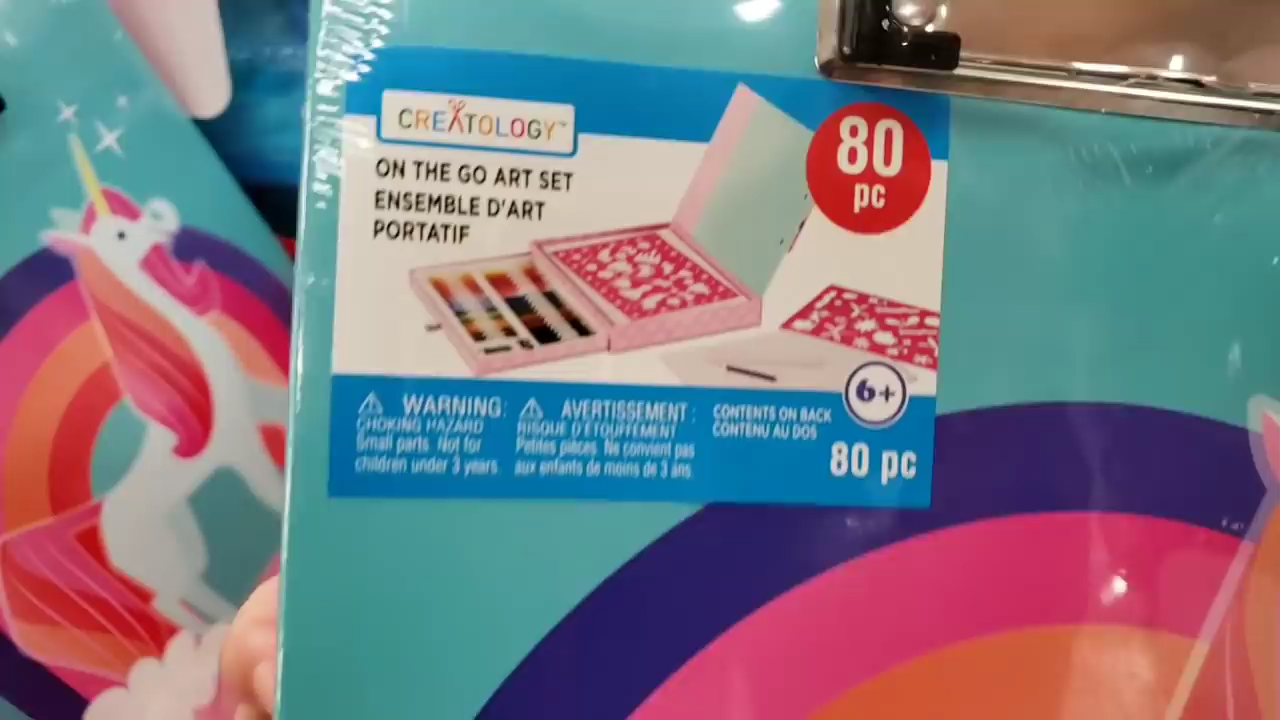 CREATOLOGY™
ON THE GO ART SET
ENSEMBLE D'ART
PORTATIF
80
pc
6+
WARNING:
CHOKING HAZARD
Small parts. Not for
children under 3 years.
AVERTISSEMENT :
RISQUE D'ÉTOUFFEMENT
Petites pièces. Ne convient pas
aux enfants de moins de 3 ans.
CONTENTS ON BACK
CONTENU AU DOS
80 pc